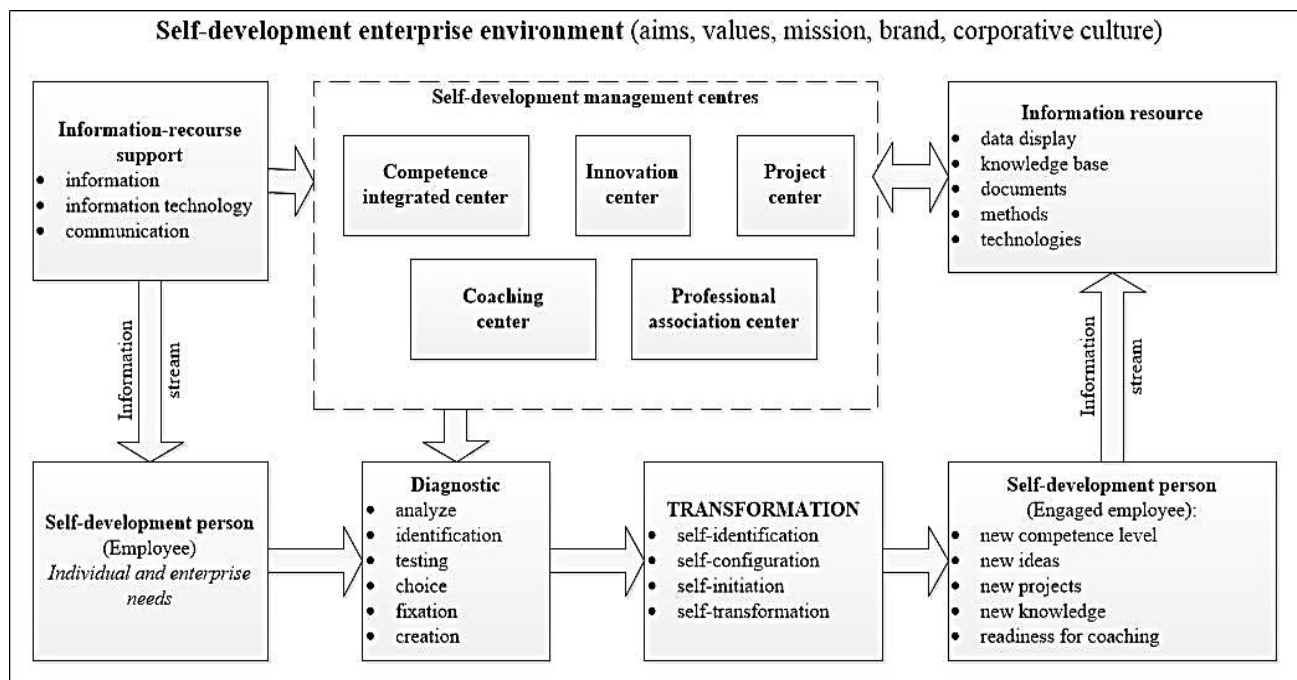 Self-development enterprise environment (aims, values, mission, brand, corporative culture)
Information-recourse
support
• information
• information technology
• communication
Self-development management centres
Competence
integrated center
Innovation
center
Project
center
Coaching
center
Professional
association center
Information resource
• data display
• knowledge base
• documents
• methods
• technologies
Information
stream
Information
stream
Self-development person
(Employee)
Individual and enterprise
needs
Diagnostic
• analyze
• identification
• testing
• choice
• fixation
• creation
TRANSFORMATION
• self-identification
• self-configuration
• self-initiation
• self-transformation
Self-development person
(Engaged employee):
• new competence level
• new ideas
• new projects
• new knowledge
• readiness for coaching